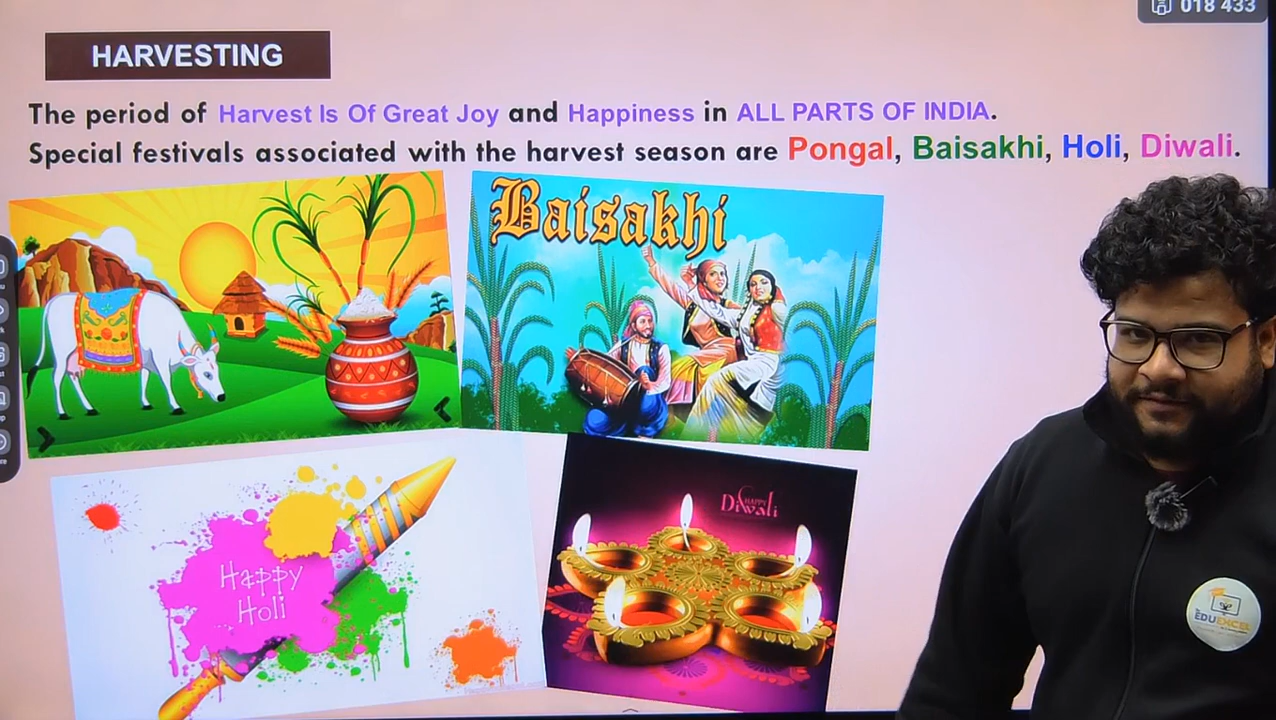 018 433
HARVESTING
The period of Harvest Is Of Great Joy and Happiness in ALL PARTS OF INDIA.
Special festivals associated with the harvest season are Pongal, Baisakhi, Holi, Diwali.
Baisakhi
Happy
Holi
HAPPY
Diwali
EDUEXCEL